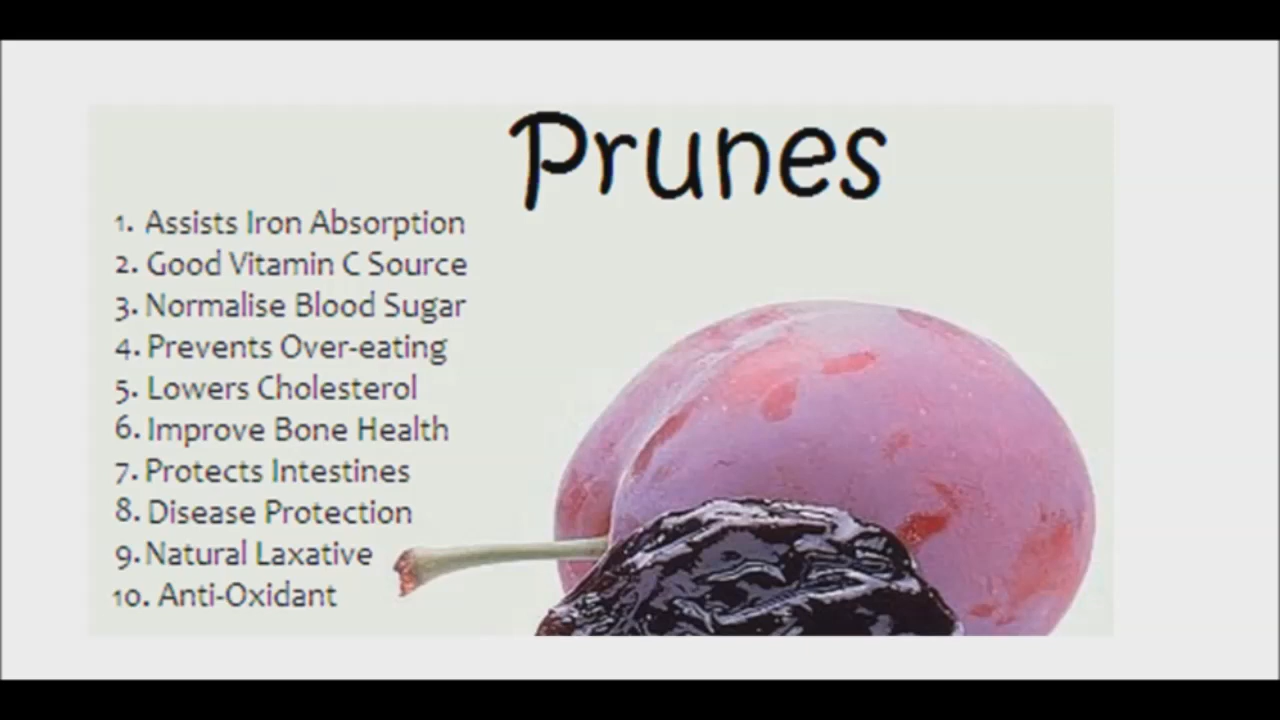 Prunes
1. Assists Iron Absorption
2. Good Vitamin C Source
3. Normalise Blood Sugar
4. Prevents Over-eating
5. Lowers Cholesterol
6. Improve Bone Health
7. Protects Intestines
8. Disease Protection
9. Natural Laxative
10. Anti-Oxidant